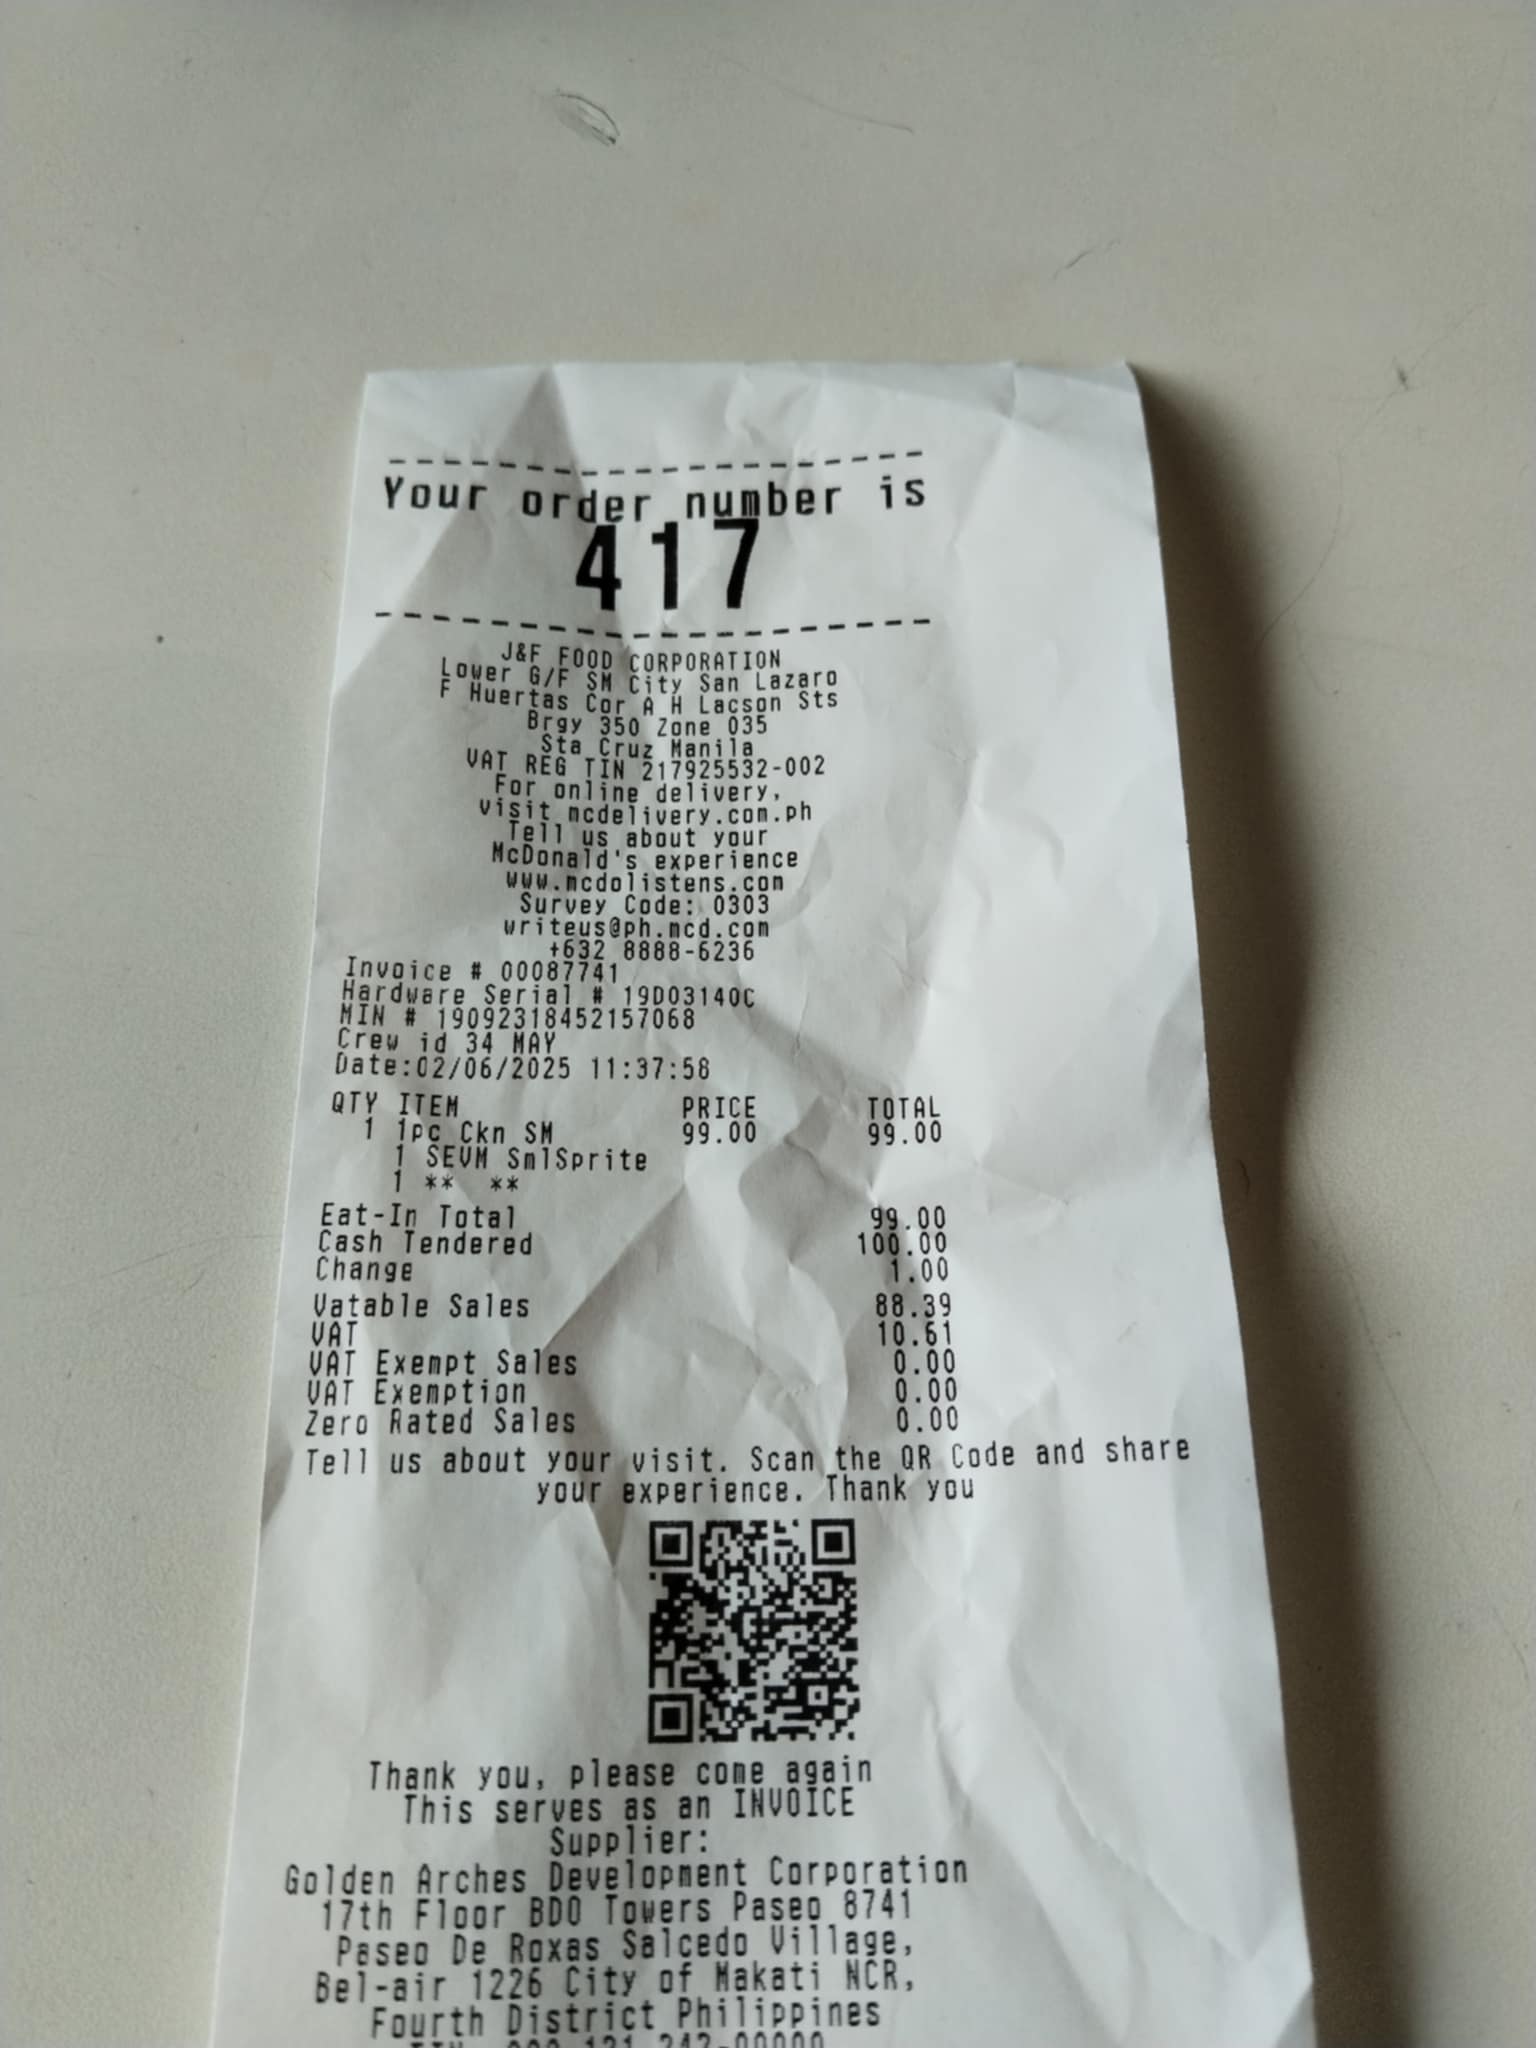 --------------------
Your order number is
417
--------------------
J&F FOOD CORPORATION
Lower G/F SM City San Lazaro
F Huertas Cor A H Lacson Sts
Brgy 350 Zone 035
Sta Cruz Manila
VAT REG TIN 217925532-002
For online delivery,
visit mcdelivery.com.ph
Tell us about your
McDonald's experience
www.mcdolistens.com
Survey Code: 0303
writeus@ph.mcd.com
+632 8888-6236
Invoice # 00087741
Hardware Serial # 19D03140C
MIN # 19092318452157068
Crew id 34 MAY
Date:02/06/2025 11:37:58
QTY ITEM PRICE TOTAL
1 1pc Ckn SM 99.00 99.00
1 SEVM SmlSprite
1 ** **
Eat-In Total 99.00
Cash Tendered 100.00
Change 1.00
Vatable Sales 88.39
VAT 10.61
VAT Exempt Sales 0.00
VAT Exemption 0.00
Zero Rated Sales 0.00
Tell us about your visit. Scan the QR Code and share
your experience. Thank you
Thank you, please come again
This serves as an INVOICE
Supplier:
Golden Arches Development Corporation
17th Floor BDO Towers Paseo 8741
Paseo De Roxas Salcedo Village,
Bel-air 1226 City of Makati NCR,
Fourth District Philippines